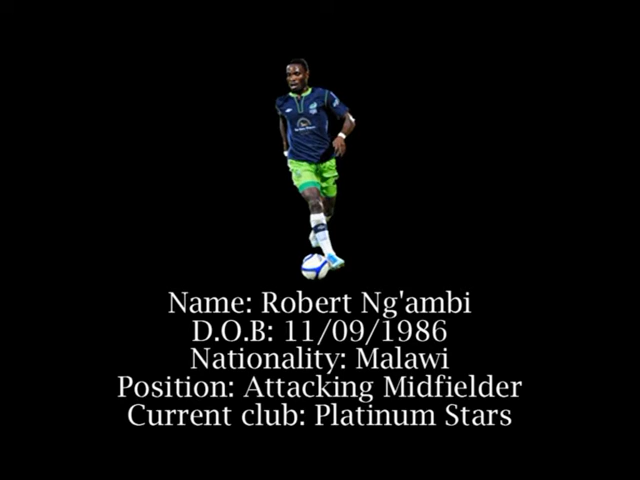 Name: Robert Ng'ambi
D.O.B: 11/09/1986
Nationality: Malawi
Position: Attacking Midfielder
Current club: Platinum Stars